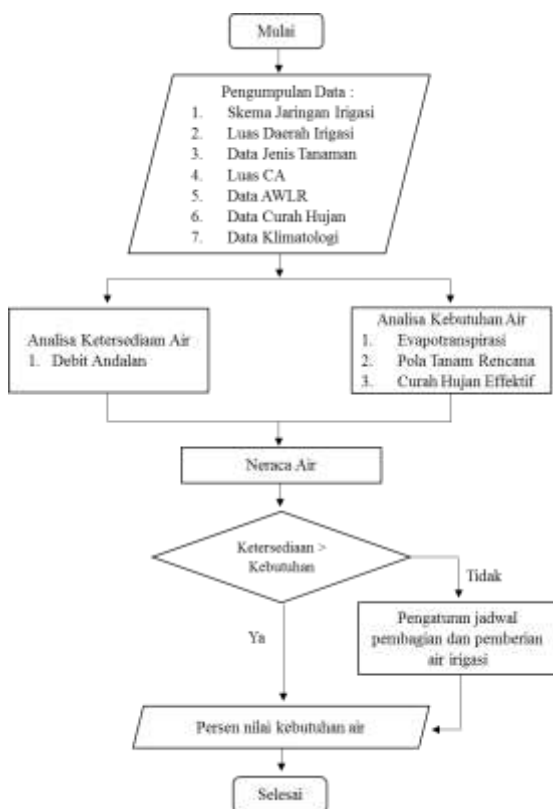 Mulai
Pengumpulan Data :
1. Skema Jaringan Irigasi
2. Luas Daerah Irigasi
3. Data Jenis Tanaman
4. Luas CA
5. Data AWLR
6. Data Curah Hujan
7. Data Klimatologi
Analisa Ketersediaan Air
1. Debit Andalan
Analisa Kebutuhan Air
1. Evapotranspirasi
2. Pola Tanam Rencana
3. Curah Hujan Effektif
Neraca Air
Ketersediaan >
Kebutuhan
Tidak
Ya
Pengaturan jadwal
pembagian dan pemberian
air irigasi
Persen nilai kebutuhan air
Selesai